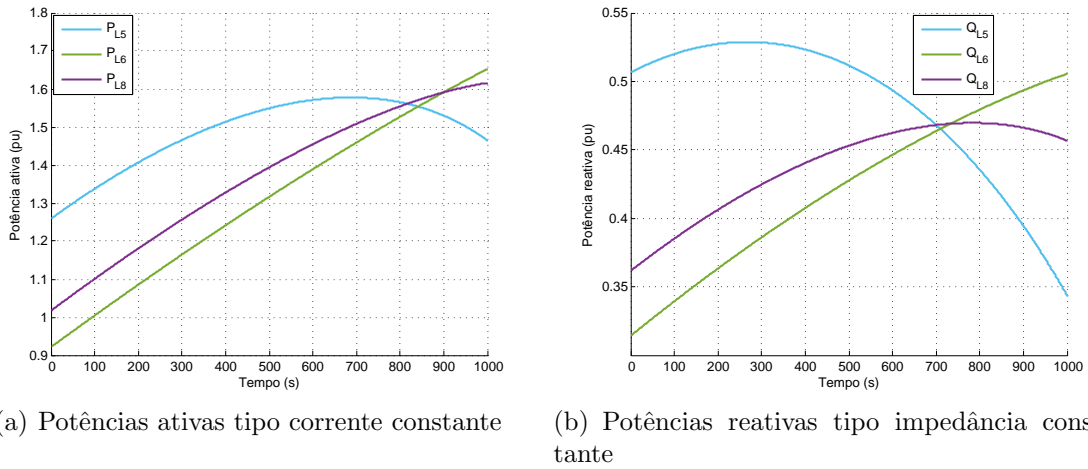 1.8
1.7
1.6
1.5
1.4
1.3
1.2
1.1
1
0.9
Potência ativa (pu)
P_L5
P_L6
P_L8
0 100 200 300 400 500 600 700 800 900 1000
Tempo (s)
0.55
0.5
0.45
0.4
0.35
Potência reativa (pu)
Q_L5
Q_L6
Q_L8
0 100 200 300 400 500 600 700 800 900 1000
Tempo (s)
a) Potências ativas tipo corrente constante
(b) Potências reativas tipo impedância cons
tante